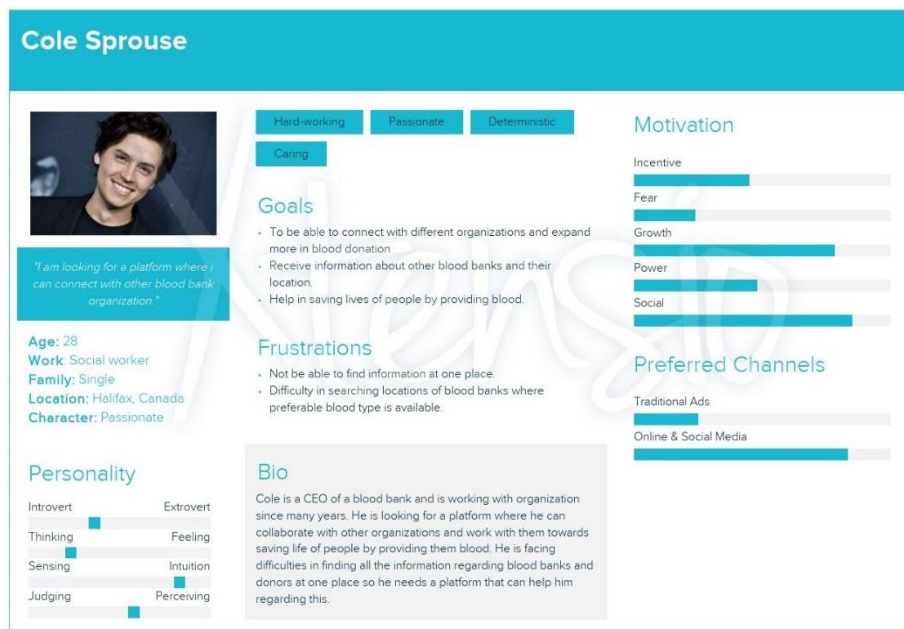 Cole Sprouse
Hard-working Passionate Deterministic
Caring
"I am looking for a platform where i
can connect with other blood bank
organization."
Age: 28
Work: Social worker
Family: Single
Location: Halifax, Canada
Character: Passionate
Personality
Introvert Extrovert
Thinking Feeling
Sensing Intuition
Judging Perceiving
Goals
• To be able to connect with different organizations and expand
more in blood donation
• Receive information about other blood banks and their
location.
• Help in saving lives of people by providing blood.
Frustrations
• Not be able to find information at one place.
• Difficulty in searching locations of blood banks where
preferable blood type is available.
Bio
Cole is a CEO of a blood bank and is working with organization
since many years. He is looking for a platform where he can
collaborate with other organizations and work with them towards
saving life of people by providing them blood. He is facing
difficulties in finding all the information regarding blood banks and
donors at one place so he needs a platform that can help him
regarding this.
Motivation
Incentive
Fear
Growth
Power
Social
Preferred Channels
Traditional Ads
Online & Social Media
Xtensio